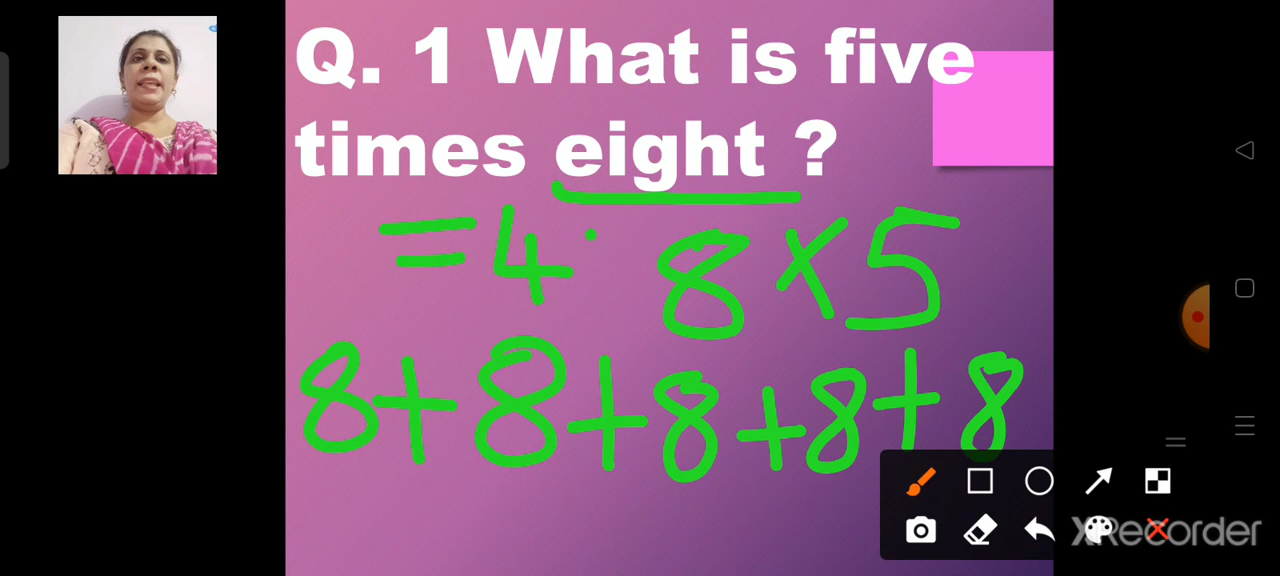 Q. 1 What is five
times eight ?
= 4 8 × 5
8 + 8 + 8 + 8 + 8
XRecorder